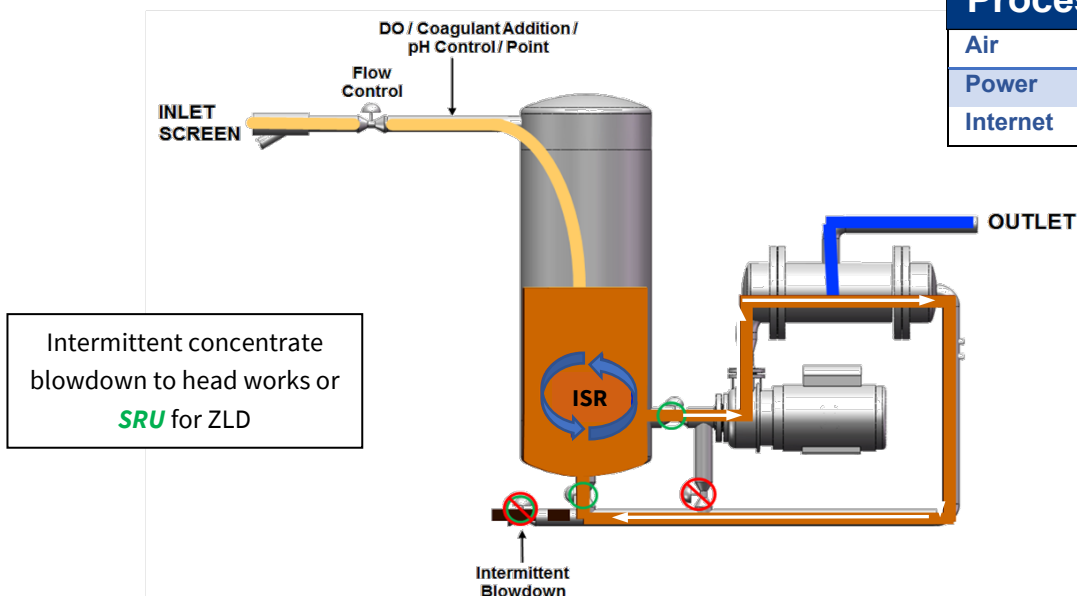 Proces
Air
Power
Internet
DO / Coagulant Addition /
pH Control / Point
Flow
Control
INLET
SCREEN
OUTLET
Intermittent concentrate
blowdown to head works or
SRU for ZLD
ISR
Intermittent
Blowdown